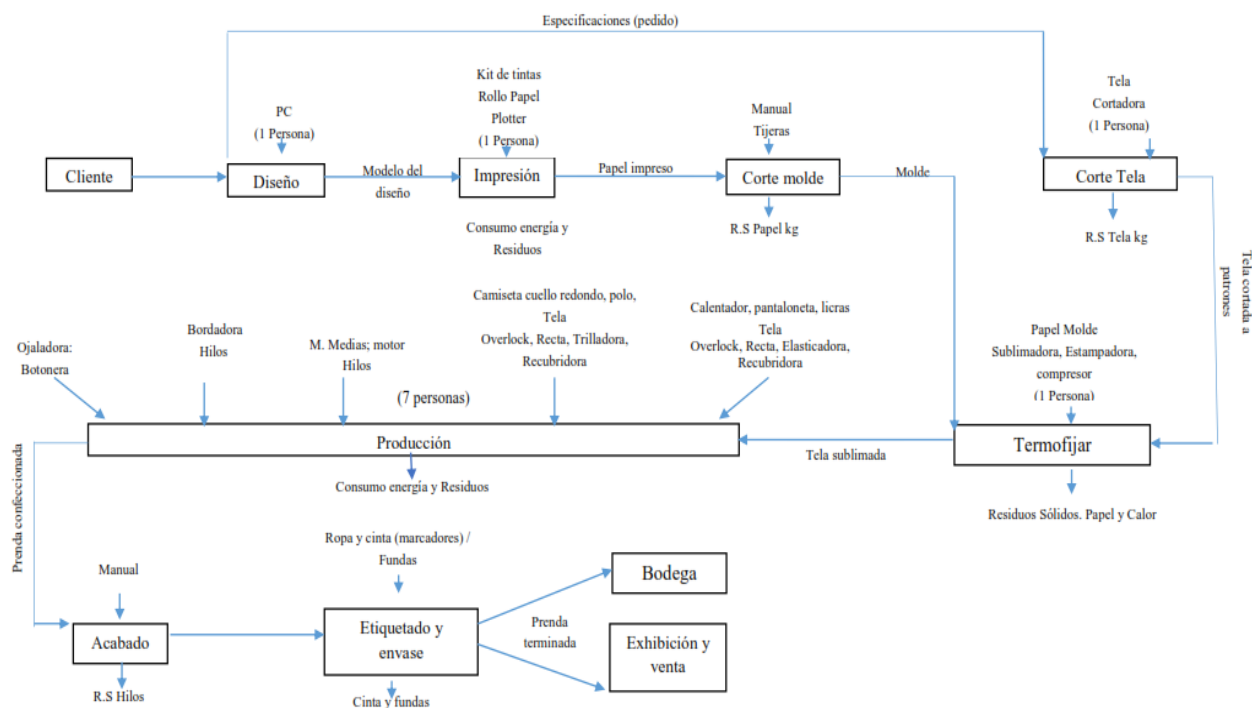 Especificaciones (pedido)
PC
(1 Persona)
Kit de tintas
Rollo Papel
Plotter
(1 Persona)
Manual
Tijeras
Tela
Cortadora
(1 Persona)
Cliente
Diseño
Modelo del
diseño
Impresión
Papel impreso
Corte molde
Molde
Corte Tela
Consumo energía y
Residuos
R.S Papel kg
R.S Tela kg
Tela cortada a
patrones
Ojaladora:
Botonera
Bordadora
Hilos
M. Medias; motor
Hilos
Camiseta cuello redondo, polo,
Tela
Overlock, Recta, Trilladora,
Recubridora
Calentador, pantaloneta, licras
Tela
Overlock, Recta, Elasticadora,
Recubridora
Papel Molde
Sublimadora, Estampadora,
compresor
(1 Persona)
(7 personas)
Producción
Tela sublimada
Termofijar
Consumo energía y Residuos
Residuos Sólidos. Papel y Calor
Prenda confeccionada
Manual
Ropa y cinta (marcadores) /
Fundas
Acabado
Etiquetado y
envase
Prenda
terminada
Bodega
Exhibición y
venta
R.S Hilos
Cinta y fundas